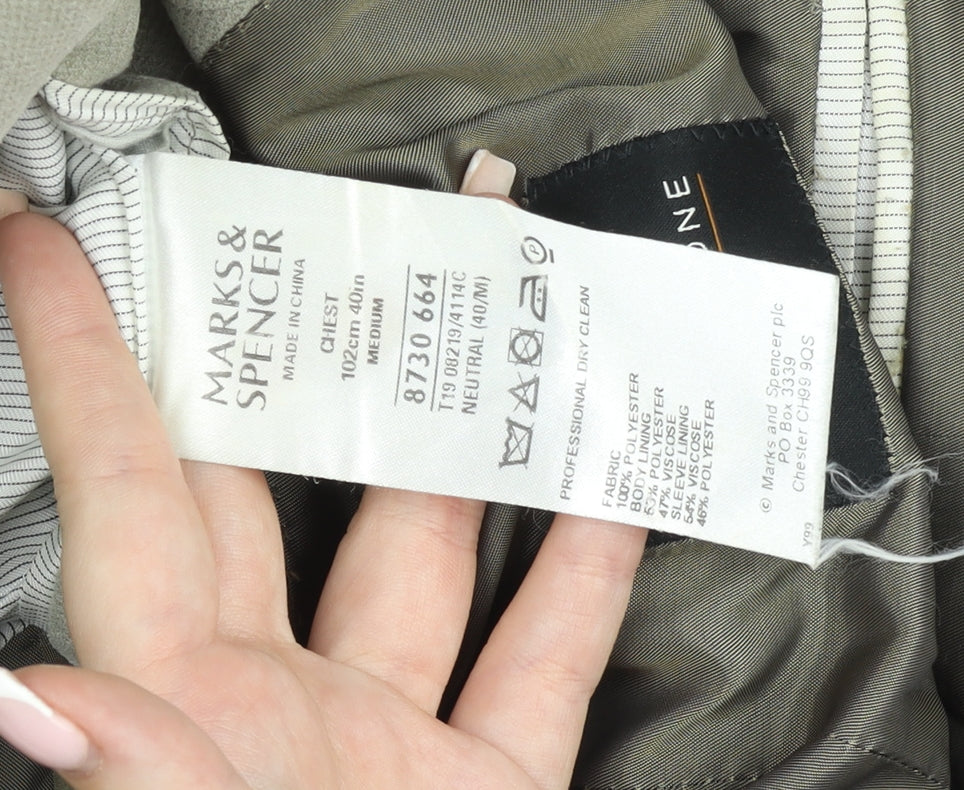 MARKS &
SPENCER
MADE IN CHINA
CHEST
102cm 40in
MEDIUM
8730 664
T19 08219/4114C
NEUTRAL (40/M)
PROFESSIONAL DRY CLEAN
FABRIC
100% POLYESTER
BODY LINING
53% POLYESTER
47% VISCOSE
SLEEVE LINING
54% VISCOSE
46% POLYESTER
© Marks and Spencer plc
PO Box 3339
Chester CH99 9QS
Y99
ONE